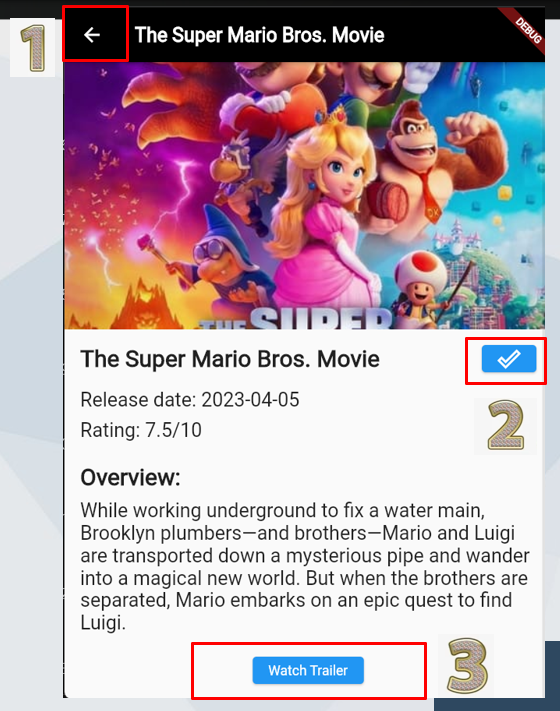 1
The Super Mario Bros. Movie
DEBUG
THE SUPER
The Super Mario Bros. Movie
Release date: 2023-04-05
2
Rating: 7.5/10
Overview:
While working underground to fix a water main,
Brooklyn plumbers—and brothers—Mario and Luigi
are transported down a mysterious pipe and wander
into a magical new world. But when the brothers are
separated, Mario embarks on an epic quest to find
Luigi.
Watch Trailer
3